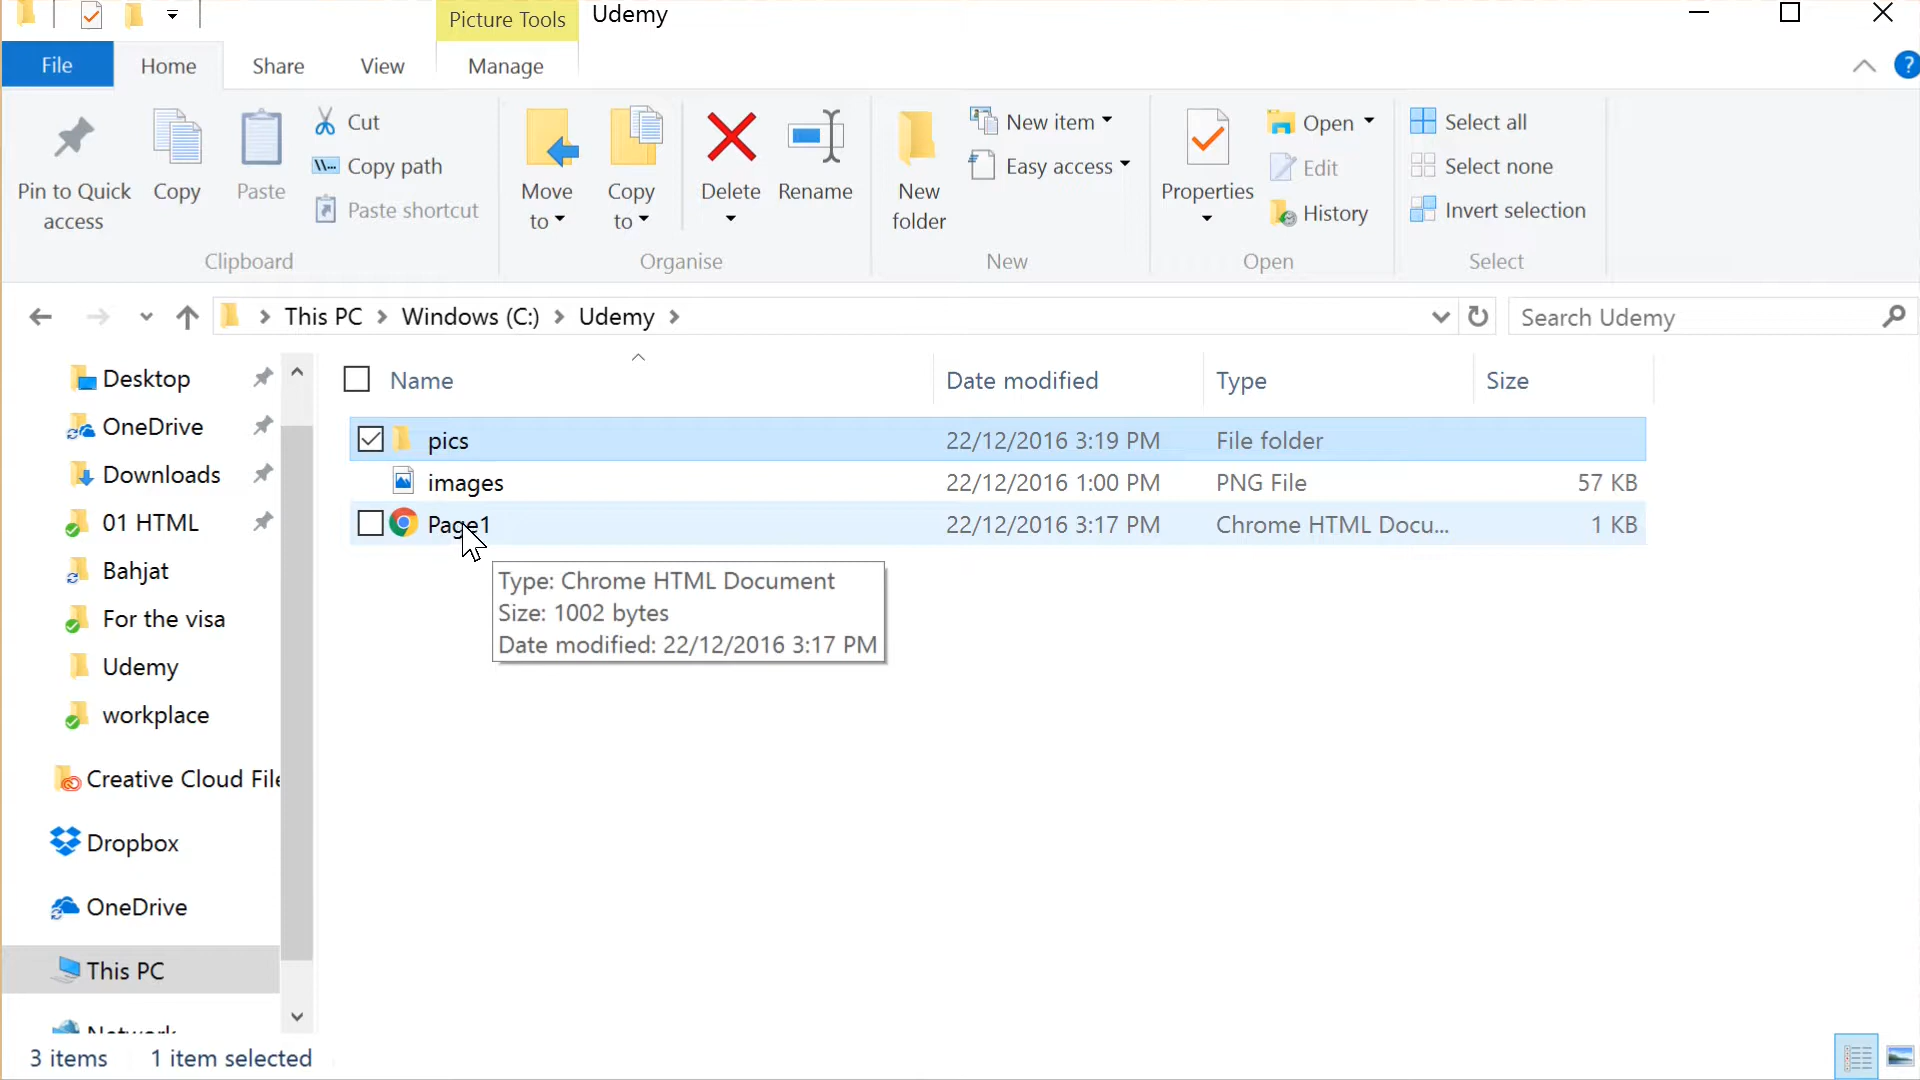 Picture Tools Udemy
File Home Share View Manage ?
Pin to Quick access
Copy
Paste
Cut
Copy path
Paste shortcut
Clipboard
Move to
Copy to
Delete
Rename
Organise
New folder
New item
Easy access
New
Properties
Open
Edit
History
Open
Select all
Select none
Invert selection
Select
This PC Windows (C:) Udemy
Search Udemy
Desktop
OneDrive
Downloads
01 HTML
Bahjat
For the visa
Udemy
workplace
Creative Cloud File
Dropbox
OneDrive
This PC
Network
Name Date modified Type Size
pics 22/12/2016 3:19 PM File folder
images 22/12/2016 1:00 PM PNG File 57 KB
Page1 22/12/2016 3:17 PM Chrome HTML Docu... 1 KB
Type: Chrome HTML Document
Size: 1002 bytes
Date modified: 22/12/2016 3:17 PM
3 items 1 item selected